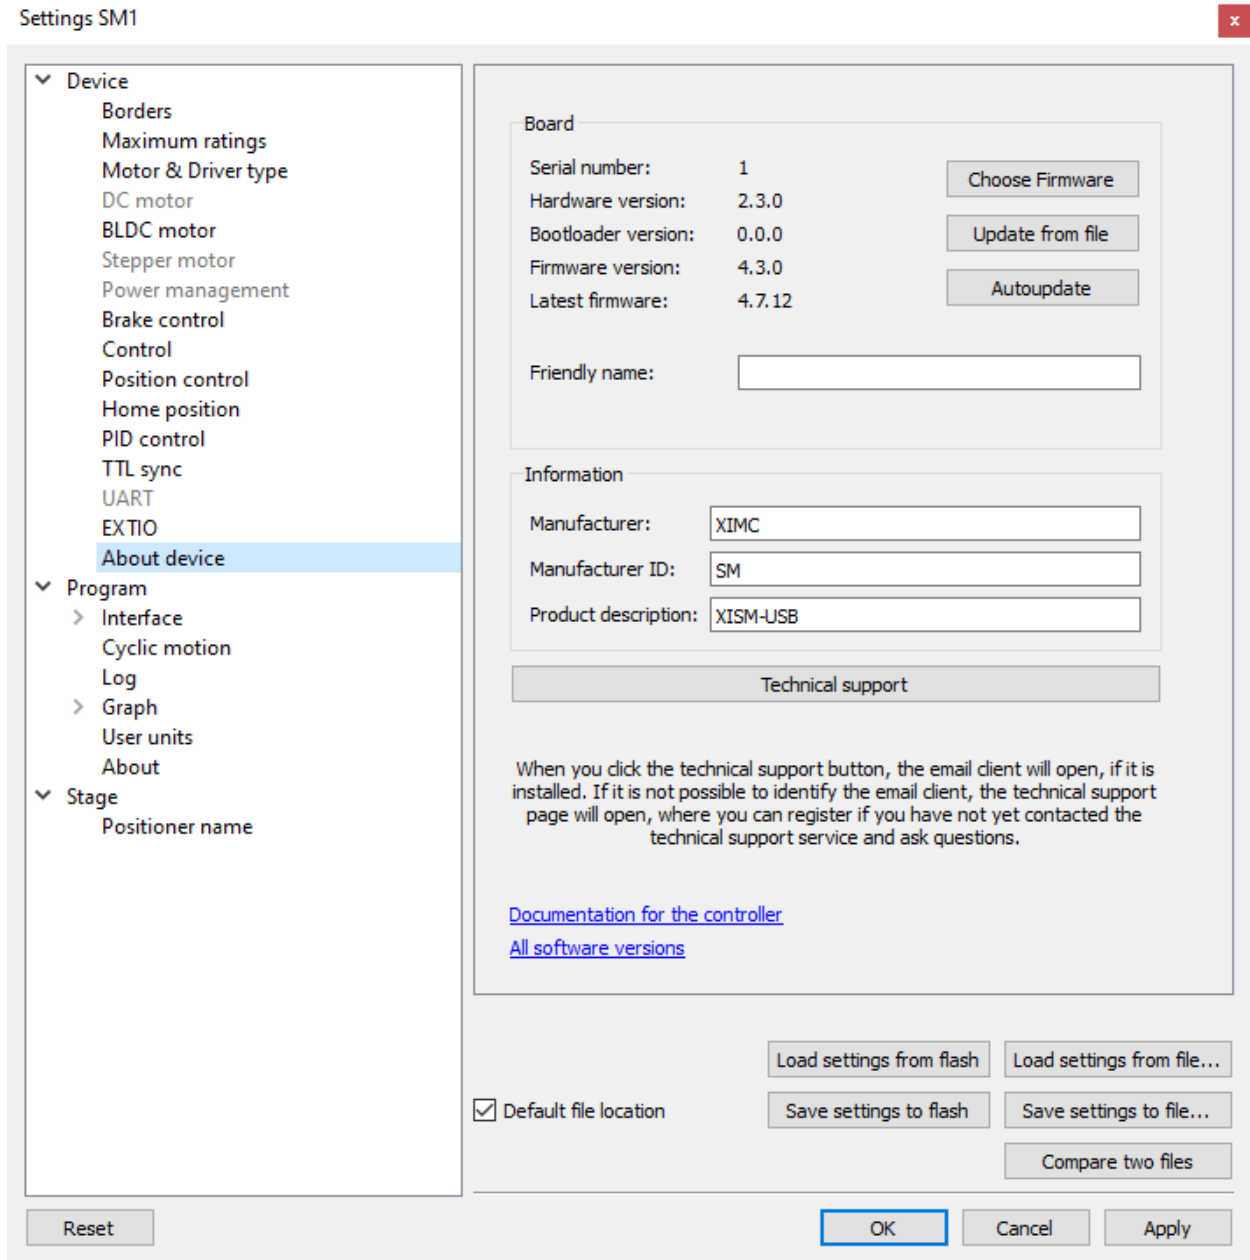 Settings SM1
x
Device
Borders
Maximum ratings
Motor & Driver type
DC motor
BLDC motor
Stepper motor
Power management
Brake control
Control
Position control
Home position
PID control
TTL sync
UART
EXTIO
About device
Program
Interface
Cyclic motion
Log
Graph
User units
About
Stage
Positioner name
Board
Serial number: 1
Hardware version: 2.3.0
Bootloader version: 0.0.0
Firmware version: 4.3.0
Latest firmware: 4.7.12
Choose Firmware
Update from file
Autoupdate
Friendly name:
Information
Manufacturer: XIMC
Manufacturer ID: SM
Product description: XISM-USB
Technical support
When you click the technical support button, the email client will open, if it is
installed. If it is not possible to identify the email client, the technical support
page will open, where you can register if you have not yet contacted the
technical support service and ask questions.
Documentation for the controller
All software versions
Load settings from flash
Load settings from file...
Default file location
Save settings to flash
Save settings to file...
Compare two files
Reset
OK
Cancel
Apply